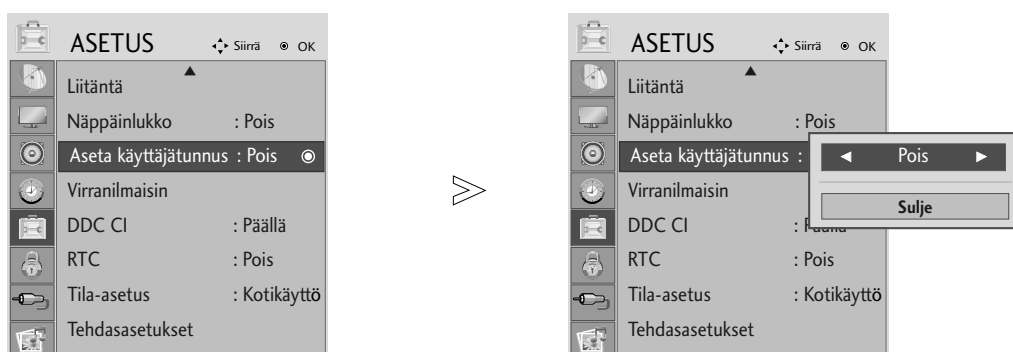 ASETUS Siirrä OK
Liitäntä
Näppäinlukko : Pois
Aseta käyttäjätunnus : Pois
Virranilmaisin
DDC CI : Päällä
RTC : Pois
Tila-asetus : Kotikäyttö
Tehdasasetukset
ASETUS Siirrä OK
Liitäntä
Näppäinlukko : Pois
Aseta käyttäjätunnus : Pois
Virranilmaisin
Sulje
DDC CI : Päällä
RTC : Pois
Tila-asetus : Kotikäyttö
Tehdasasetukset